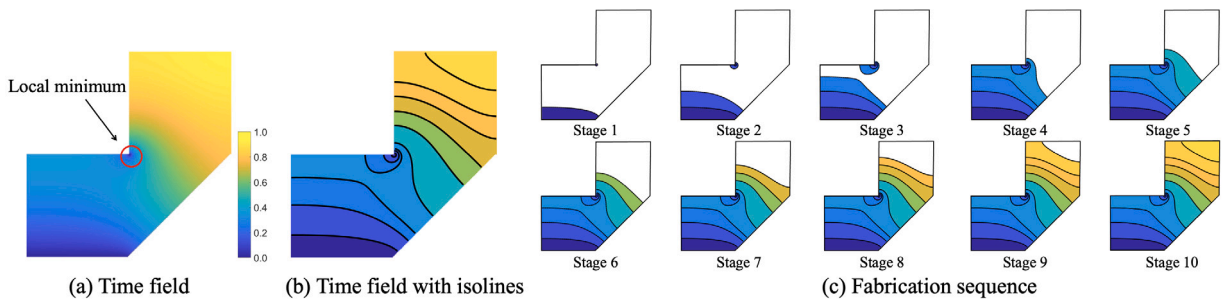 Local minimum
1.0
0.8
0.6
0.4
0.2
0.0
(a) Time field
(b) Time field with isolines
Stage 1
Stage 2
Stage 3
Stage 4
Stage 5
Stage 6
Stage 7
Stage 8
Stage 9
Stage 10
(c) Fabrication sequence